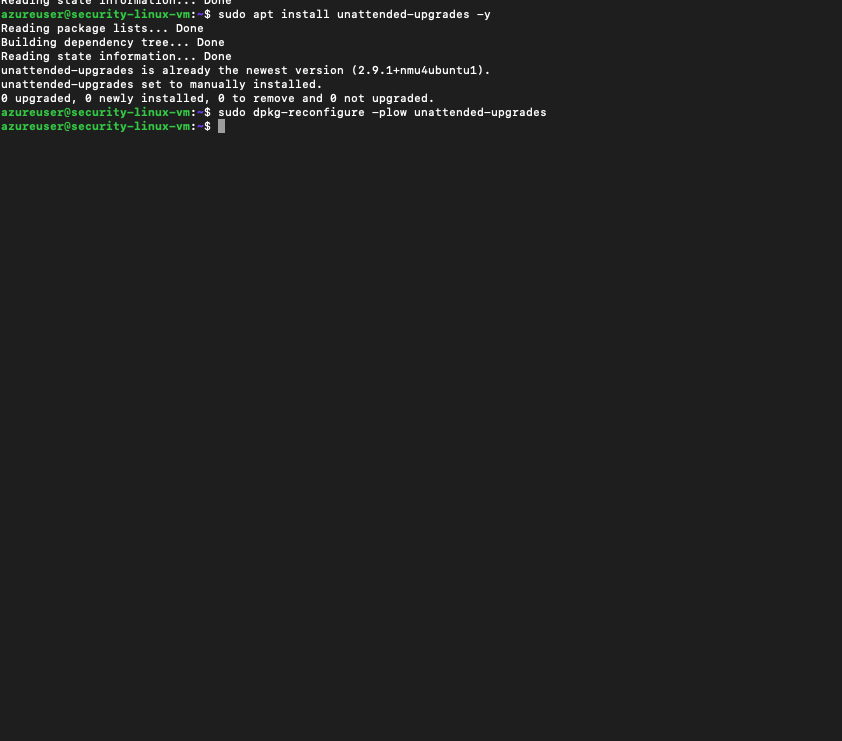 Reading state information... Done
azureuser@security-linux-vm:~$ sudo apt install unattended-upgrades -y
Reading package lists... Done
Building dependency tree... Done
Reading state information... Done
unattended-upgrades is already the newest version (2.9.1+nmu4ubuntu1).
unattended-upgrades set to manually installed.
0 upgraded, 0 newly installed, 0 to remove and 0 not upgraded.
azureuser@security-linux-vm:~$ sudo dpkg-reconfigure -plow unattended-upgrades
azureuser@security-linux-vm:~$